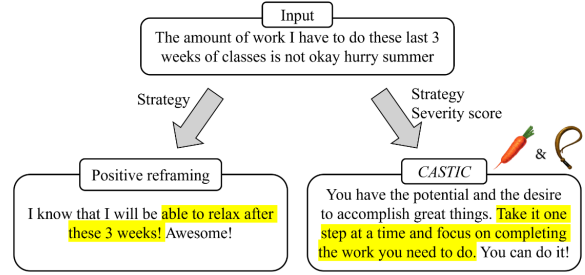 Input
The amount of work I have to do these last 3
weeks of classes is not okay hurry summer
Strategy
Strategy
Severity score
&
Positive reframing
I know that I will be able to relax after
these 3 weeks! Awesome!
CASTIC
You have the potential and the desire
to accomplish great things. Take it one
step at a time and focus on completing
the work you need to do. You can do it!